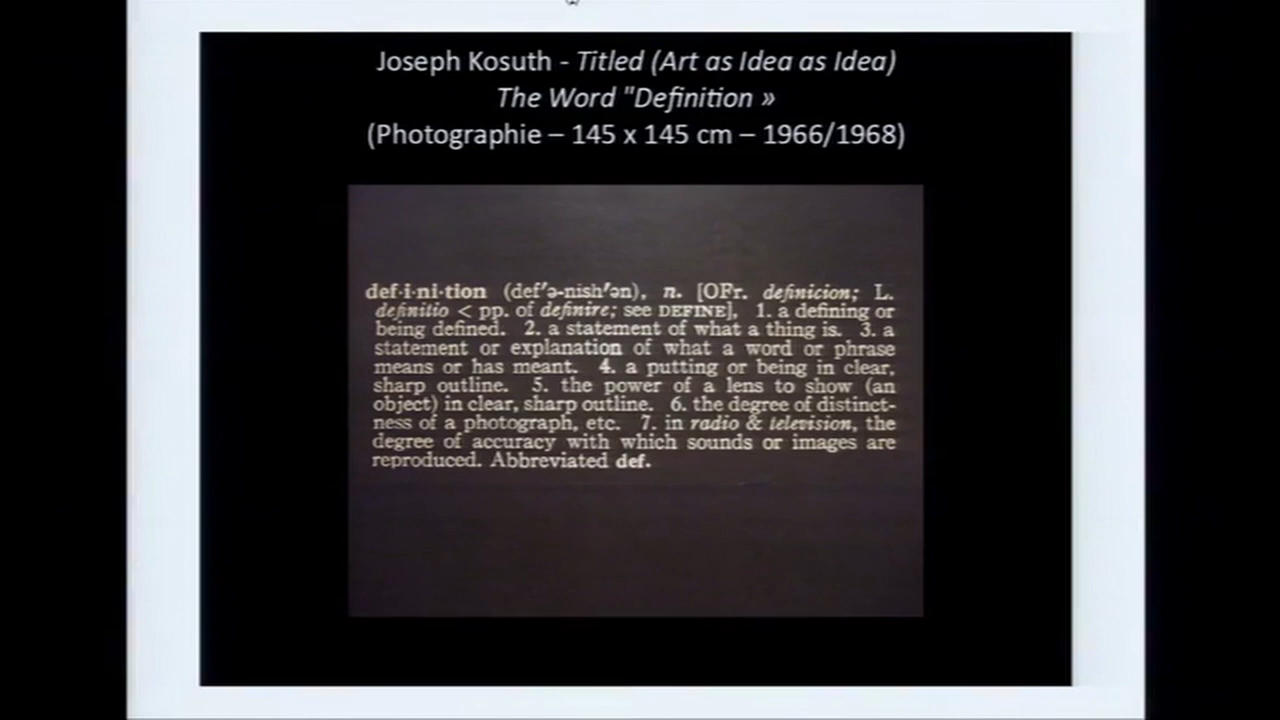 Joseph Kosuth - Titled (Art as Idea as Idea)
The Word "Definition »
(Photographie – 145 x 145 cm – 1966/1968)
def·i·ni·tion (def′ə-nish′ən), n. [OFr. definicion; L.
definitio < pp. of definire; see DEFINE], 1. a defining or
being defined. 2. a statement of what a thing is. 3. a
statement or explanation of what a word or phrase
means or has meant. 4. a putting or being in clear,
sharp outline. 5. the power of a lens to show (an
object) in clear, sharp outline. 6. the degree of distinct-
ness of a photograph, etc. 7. in radio & television, the
degree of accuracy with which sounds or images are
reproduced. Abbreviated def.